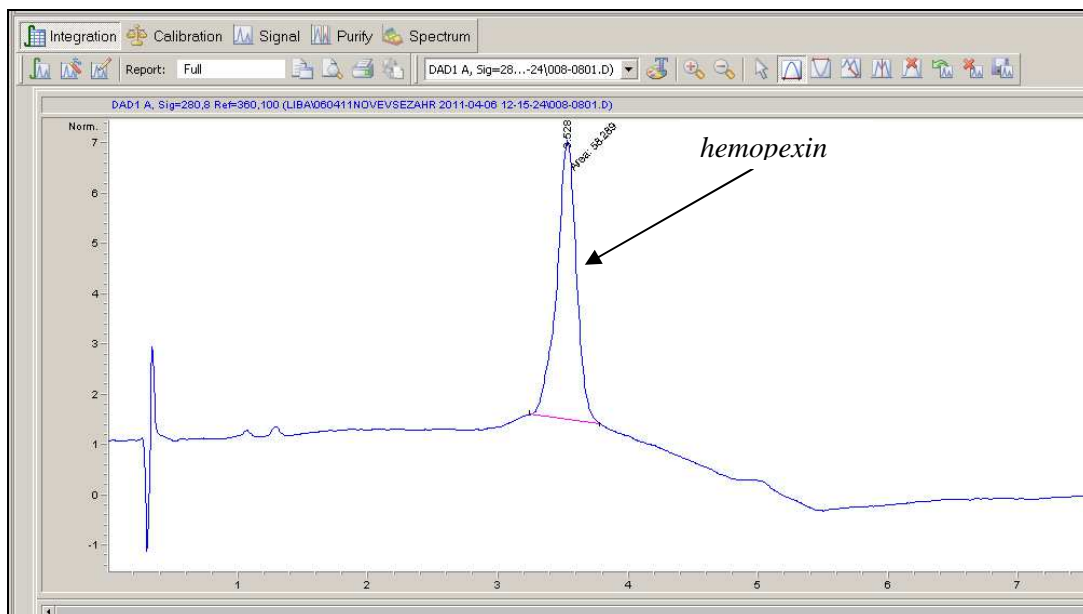 Integration Calibration Signal Purify Spectrum
Report: Full DAD1 A, Sig=28...-24\008-0801.D)
DAD1 A, Sig=280,8 Ref=360,100 (LIBA\060411NOVEVSEZAHR 2011-04-06 12-15-24\008-0801.D)
Norm.
3.528
Area: 58.289
hemopexin
7
6
5
4
3
2
1
0
-1
1 2 3 4 5 6 7